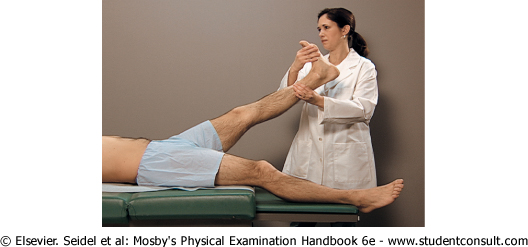 © Elsevier. Seidel et al: Mosby's Physical Examination Handbook 6e - www.studentconsult.com